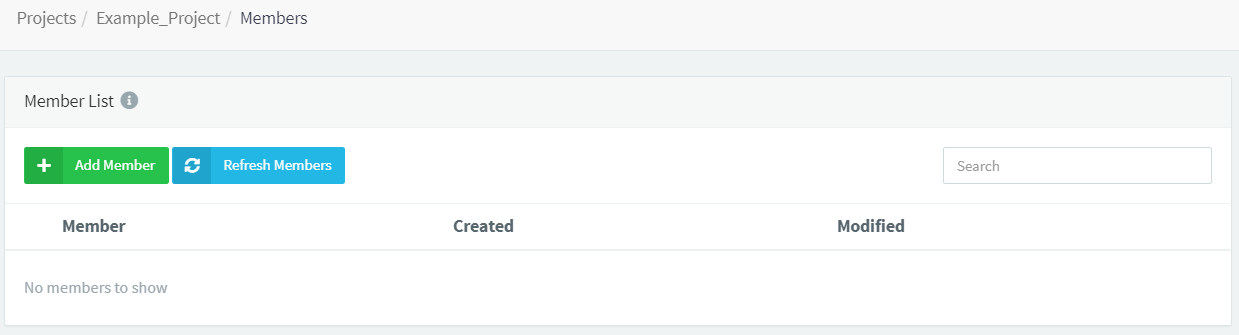 Projects / Example_Project / Members
Member List
Add Member Refresh Members Search
Member Created Modified
No members to show